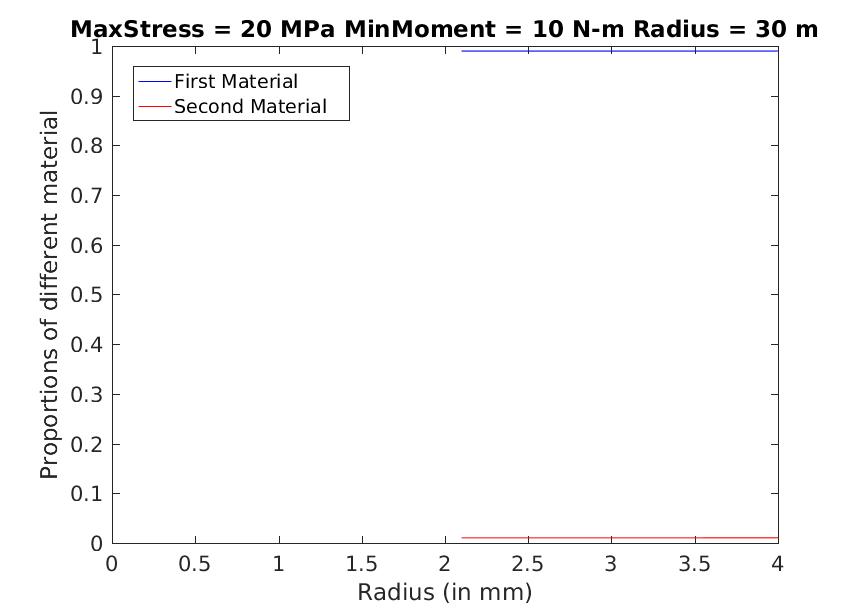 MaxStress = 20 MPa MinMoment = 10 N-m Radius = 30 m
First Material
Second Material
Proportions of different material
1
0.9
0.8
0.7
0.6
0.5
0.4
0.3
0.2
0.1
0
0 0.5 1 1.5 2 2.5 3 3.5 4
Radius (in mm)